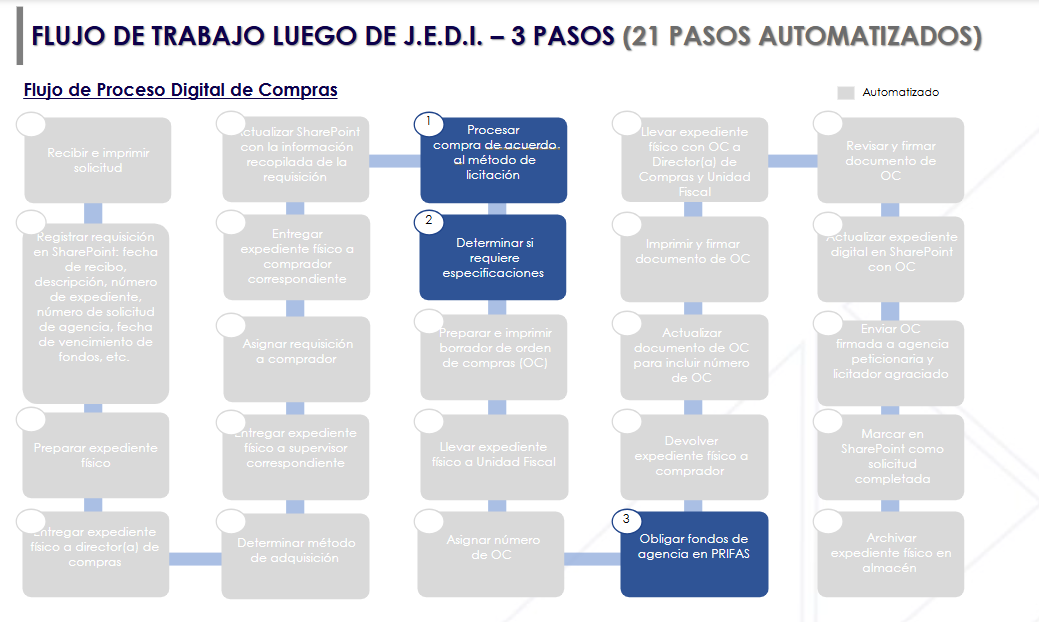 FLUJO DE TRABAJO LUEGO DE J.E.D.I. – 3 PASOS (21 PASOS AUTOMATIZADOS)
Flujo de Proceso Digital de Compras
Automatizado
Recibir e imprimir
solicitud
Registrar requisición
en SharePoint: fecha
de recibo,
descripción, número
de expediente,
número de solicitud
de agencia, fecha
de vencimiento de
fondos, etc.
Preparar expediente
físico
Entregar expediente
físico a director(a) de
compras
Actualizar SharePoint
con la información
recopilada de la
requisición
Entregar
expediente físico a
comprador
correspondiente
Asignar requisición
a comprador
Entregar expediente
físico a supervisor
correspondiente
Determinar método
de adquisición
1
Procesar
compra de acuerdo
al método de
licitación
2
Determinar si
requiere
especificaciones
Preparar e imprimir
borrador de orden
de compras (OC)
Llevar expediente
físico a Unidad Fiscal
Asignar número
de OC
Llevar expediente
físico con OC a
Director(a) de
Compras y Unidad
Fiscal
Imprimir y firmar
documento de OC
Actualizar
documento de OC
para incluir número
de OC
Devolver
expediente físico a
comprador
3
Obligar fondos de
agencia en PRIFAS
Revisar y firmar
documento de
OC
Actualizar expediente
digital en SharePoint
con OC
Enviar OC
firmada a agencia
peticionaria y
licitador agraciado
Marcar en
SharePoint como
solicitud
completada
Archivar
expediente físico en
almacén